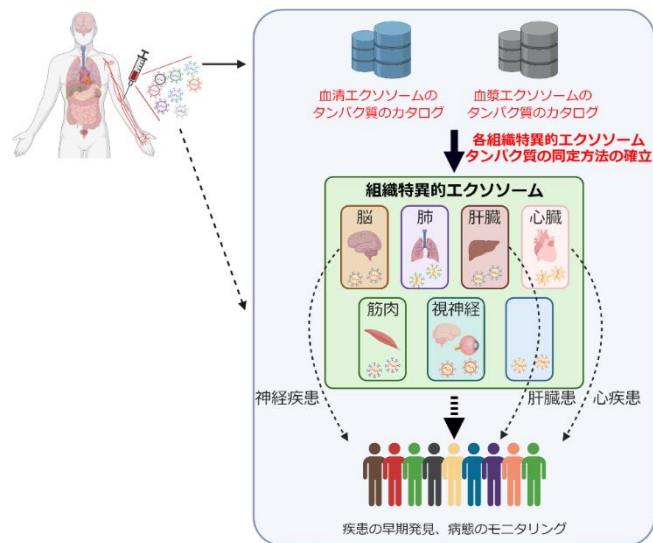 血清エクソソームの
タンパク質のカタログ
血漿エクソソームの
タンパク質のカタログ
各組織特異的エクソソーム
タンパク質の同定方法の確立
組織特異的エクソソーム
脳
肺
肝臓
心臓
筋肉
視神経
神経疾患
肝臓患
心疾患
疾患の早期発見、病態のモニタリング